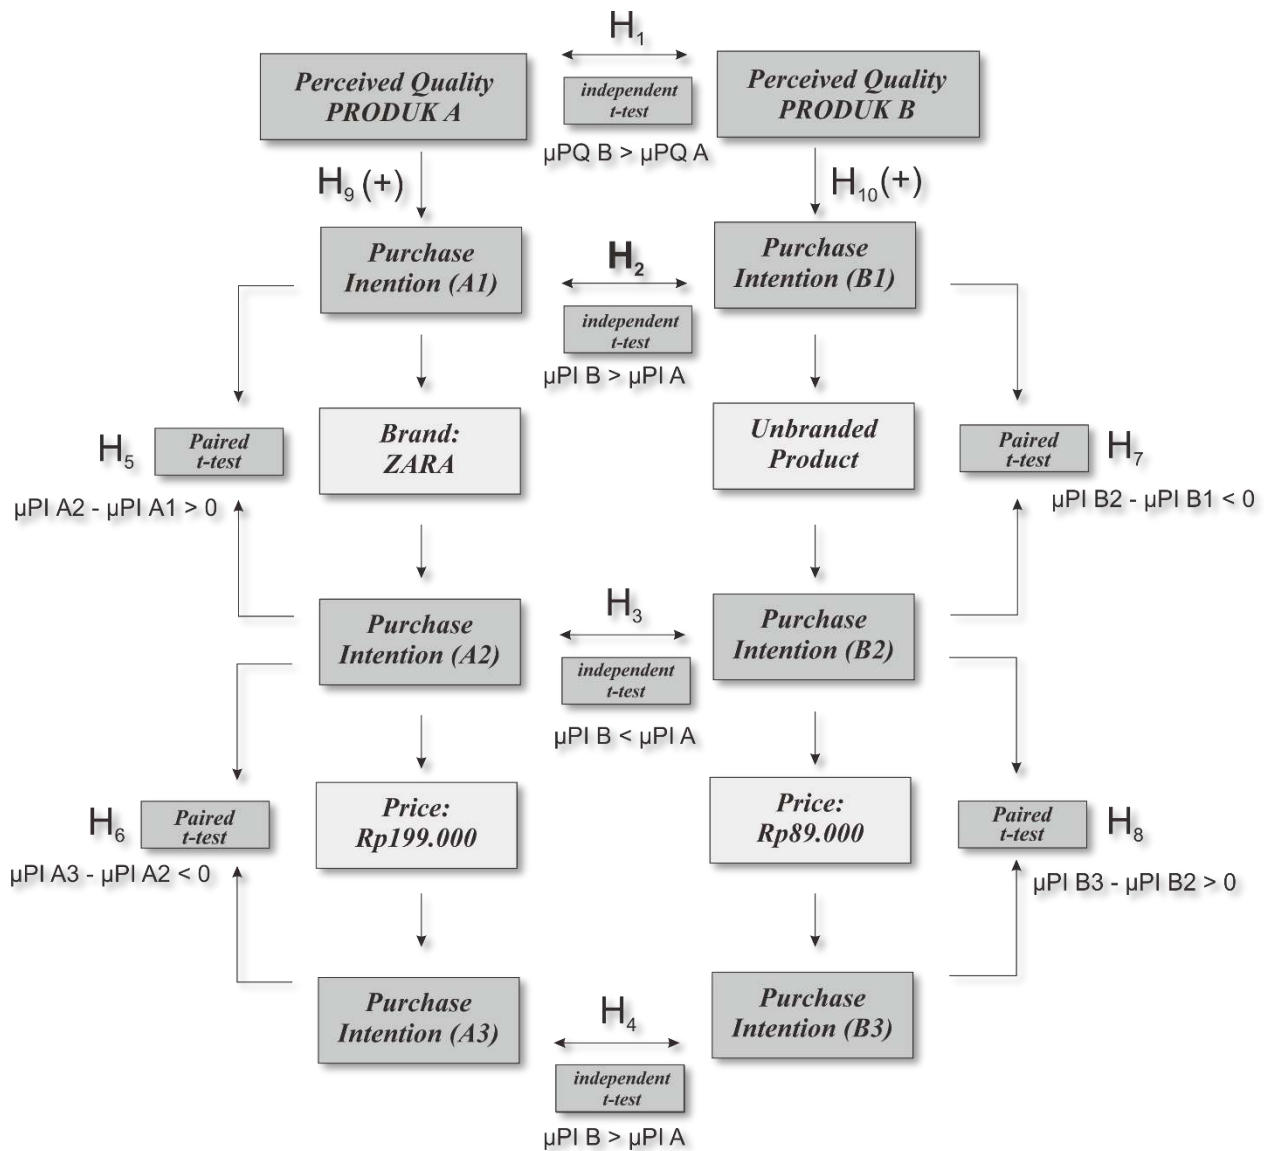 H₁
Perceived Quality
PRODUK A
independent
t-test
Perceived Quality
PRODUK B
µPQ B > µPQ A
H₉ (+)
H₁₀ (+)
Purchase
Inention (A1)
H₂
independent
t-test
µPI B > µPI A
Purchase
Intention (B1)
H₅
Paired
t-test
µPI A2 - µPI A1 > 0
Brand:
ZARA
Unbranded
Product
Paired
t-test
H₇
µPI B2 - µPI B1 < 0
Purchase
Intention (A2)
H₃
independent
t-test
µPI B < µPI A
Purchase
Intention (B2)
H₆
Paired
t-test
µPI A3 - µPI A2 < 0
Price:
Rp199.000
Price:
Rp89.000
Paired
t-test
H₈
µPI B3 - µPI B2 > 0
Purchase
Intention (A3)
H₄
independent
t-test
µPI B > µPI A
Purchase
Intention (B3)